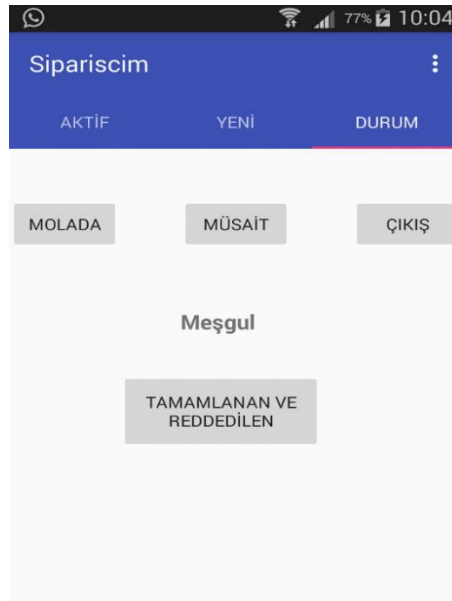 77% 10:04
Sipariscim
AKTİF YENİ DURUM
MOLADA MÜSAİT ÇIKIŞ
Meşgul
TAMAMLANAN VE
REDDEDİLEN